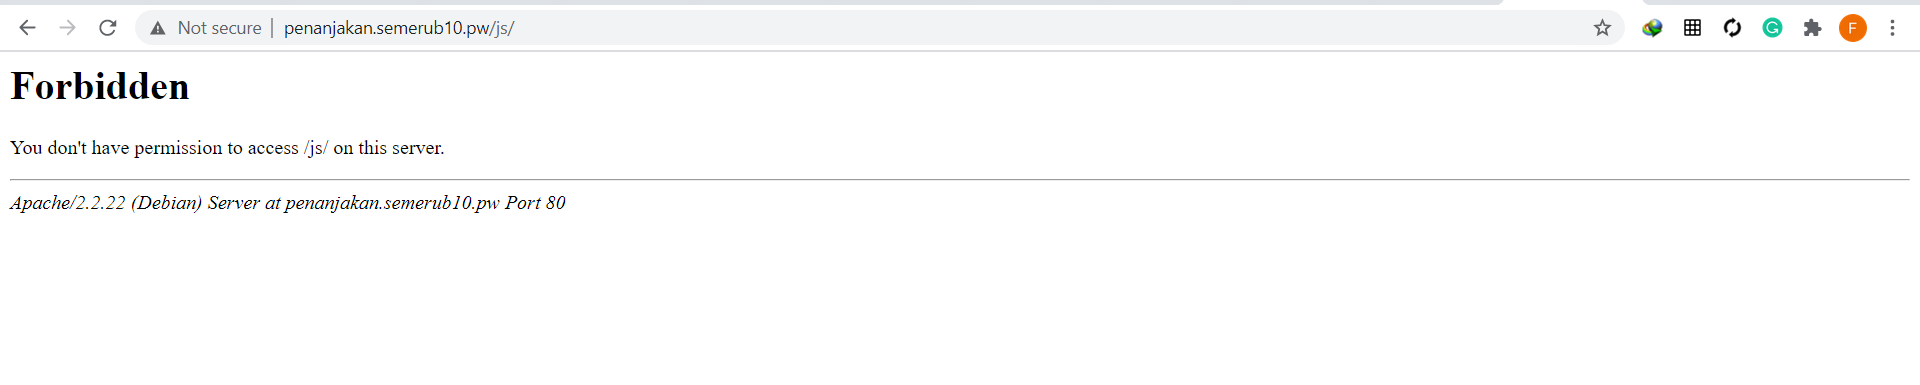 Not secure | penanjakan.semerub10.pw/js/
F
Forbidden
You don't have permission to access /js/ on this server.
Apache/2.2.22 (Debian) Server at penanjakan.semerub10.pw Port 80